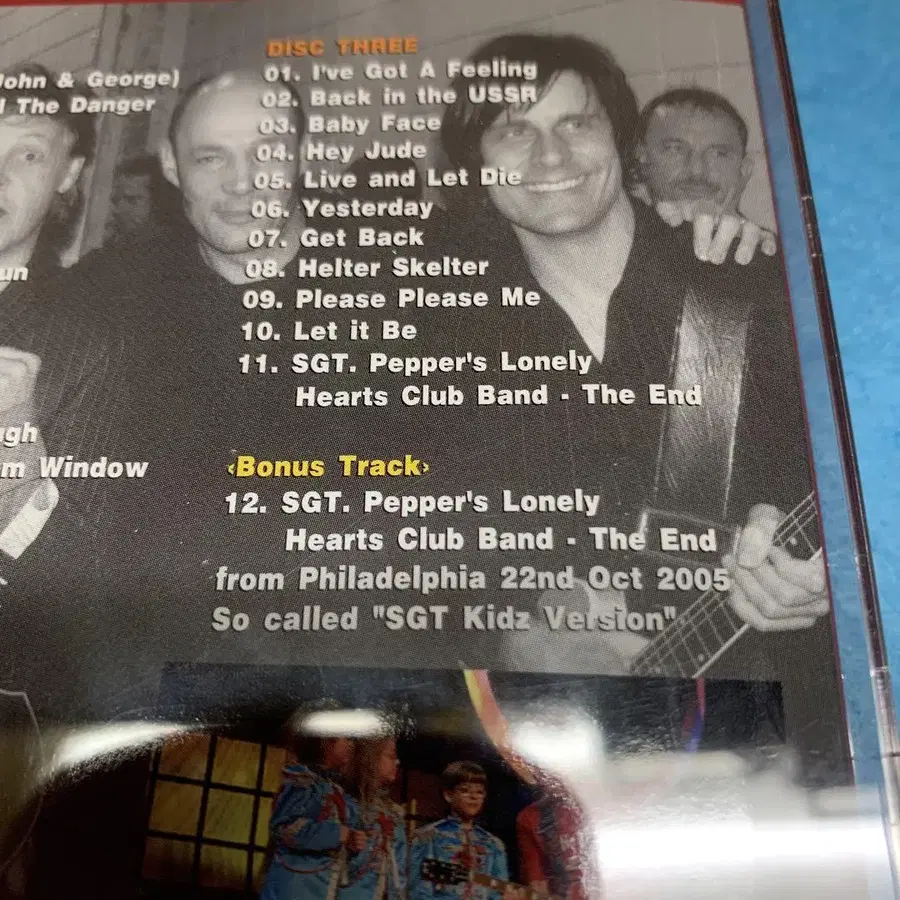 John & George)
The Danger
un
ugh
m Window
DISC THREE
01. I've Got A Feeling
02. Back in the USSR
03. Baby Face
04. Hey Jude
05. Live and Let Die
06. Yesterday
07. Get Back
08. Helter Skelter
09. Please Please Me
10. Let it Be
11. SGT. Pepper's Lonely
Hearts Club Band - The End
‹Bonus Track›
12. SGT. Pepper's Lonely
Hearts Club Band - The End
from Philadelphia 22nd Oct 2005
So called "SGT Kidz Version"